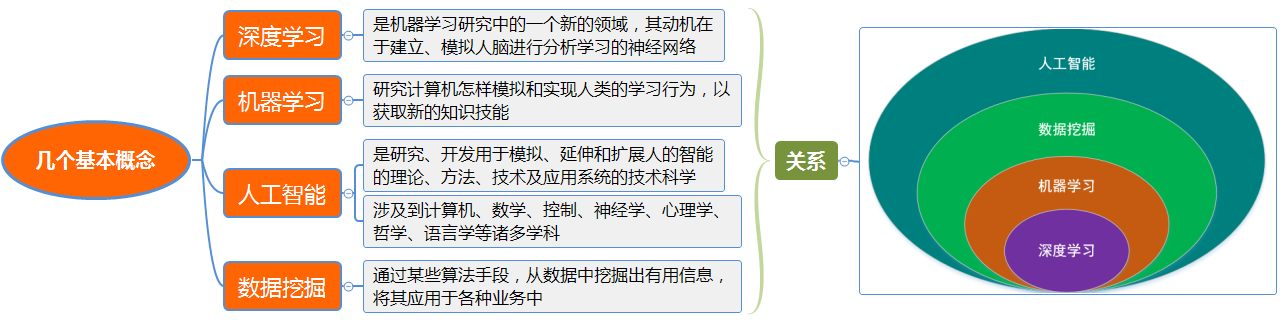 几个基本概念
深度学习
是机器学习研究中的一个新的领域，其动机在
于建立、模拟人脑进行分析学习的神经网络
机器学习
研究计算机怎样模拟和实现人类的学习行为，以
获取新的知识技能
人工智能
是研究、开发用于模拟、延伸和扩展人的智能
的理论、方法、技术及应用系统的技术科学
涉及到计算机、数学、控制、神经学、心理学、
哲学、语言学等诸多学科
数据挖掘
通过某些算法手段，从数据中挖掘出有用信息，
将其应用于各种业务中
关系
人工智能
数据挖掘
机器学习
深度学习